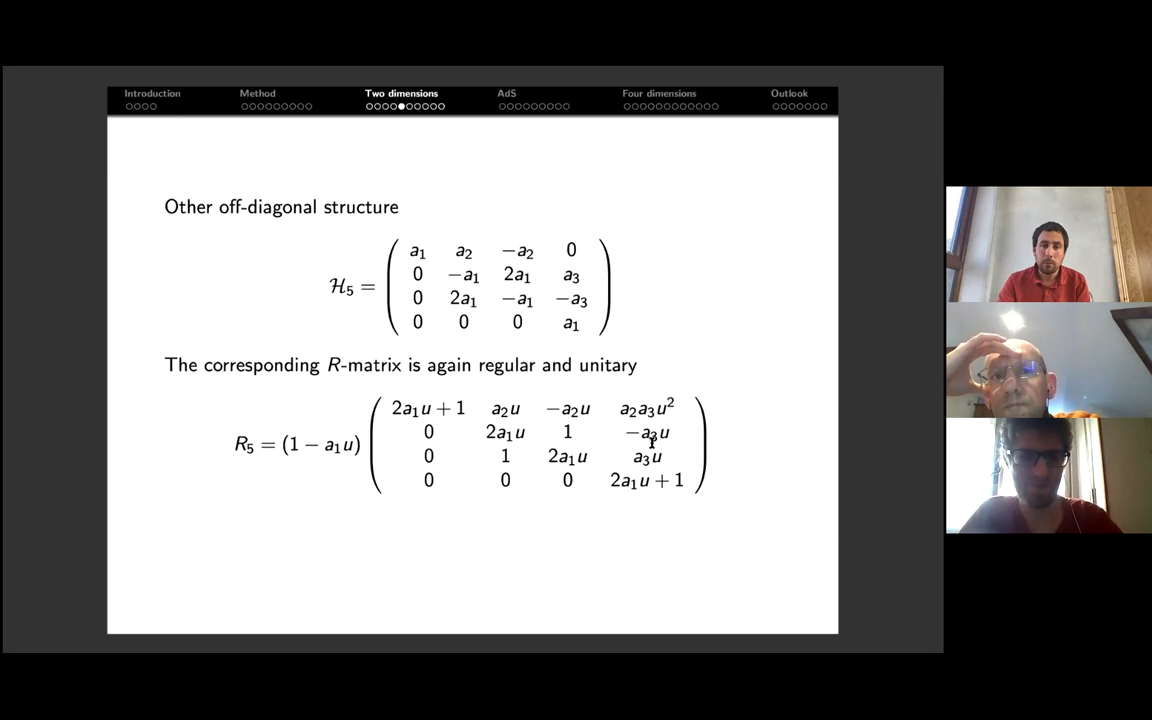 Introduction Method Two dimensions AdS Four dimensions Outlook
Other off-diagonal structure
H₅ =
a₁ a₂ −a₂ 0
0 −a₁ 2a₁ a₃
0 2a₁ −a₁ −a₃
0 0 0 a₁
The corresponding R-matrix is again regular and unitary
R₅ = (1 − a₁u)
2a₁u + 1 a₂u −a₂u a₂a₃u²
0 2a₁u 1 −a₃u
0 1 2a₁u a₃u
0 0 0 2a₁u + 1